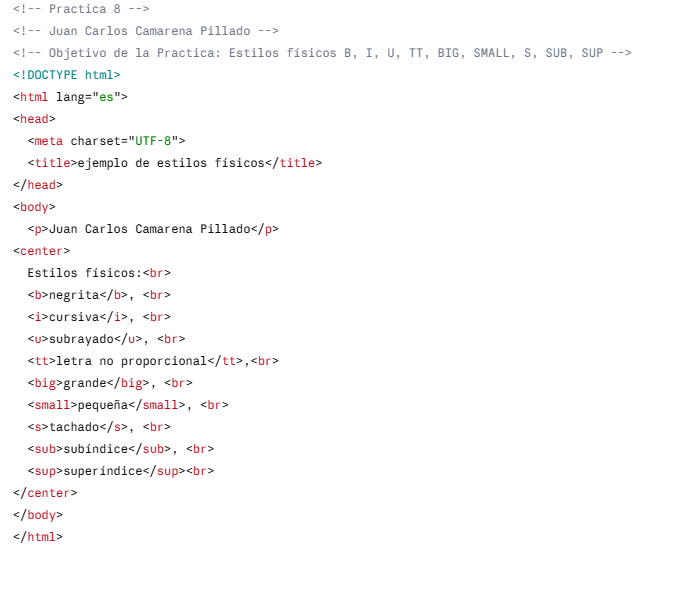 <!-- Practica 8 -->
<!-- Juan Carlos Camarena Pillado -->
<!-- Objetivo de la Practica: Estilos físicos B, I, U, TT, BIG, SMALL, S, SUB, SUP -->
<!DOCTYPE html>
<html lang="es">
<head>
  <meta charset="UTF-8">
  <title>ejemplo de estilos físicos</title>
</head>
<body>
  <p>Juan Carlos Camarena Pillado</p>
<center>
  Estilos físicos:<br>
  <b>negrita</b>, <br>
  <i>cursiva</i>, <br>
  <u>subrayado</u>, <br>
  <tt>letra no proporcional</tt>,<br>
  <big>grande</big>, <br>
  <small>pequeña</small>, <br>
  <s>tachado</s>, <br>
  <sub>subíndice</sub>, <br>
  <sup>superíndice</sup><br>
</center>
</body>
</html>